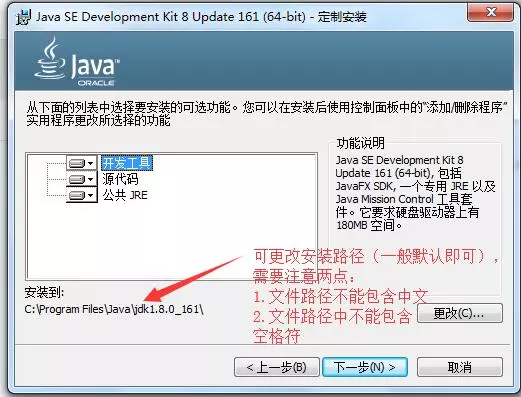 Java SE Development Kit 8 Update 161 (64-bit) - 定制安装
Java™
ORACLE
从下面的列表中选择要安装的可选功能。您可以在安装后使用控制面板中的“添加/删除程序”
实用程序更改所选择的功能
开发工具
源代码
公共 JRE
功能说明
Java SE Development Kit 8
Update 161 (64-bit), 包括
JavaFX SDK, 一个专用 JRE 以及
Java Mission Control 工具套
件。它要求硬盘驱动器上有
180MB 空间。
可更改安装路径（一般默认即可），
需要注意两点：
1. 文件路径不能包含中文
2. 文件路径中不能包含
空格符
安装到:
C:\Program Files\Java\jdk1.8.0_161\
更改(C)...
< 上一步(B)
下一步(N) >
取消